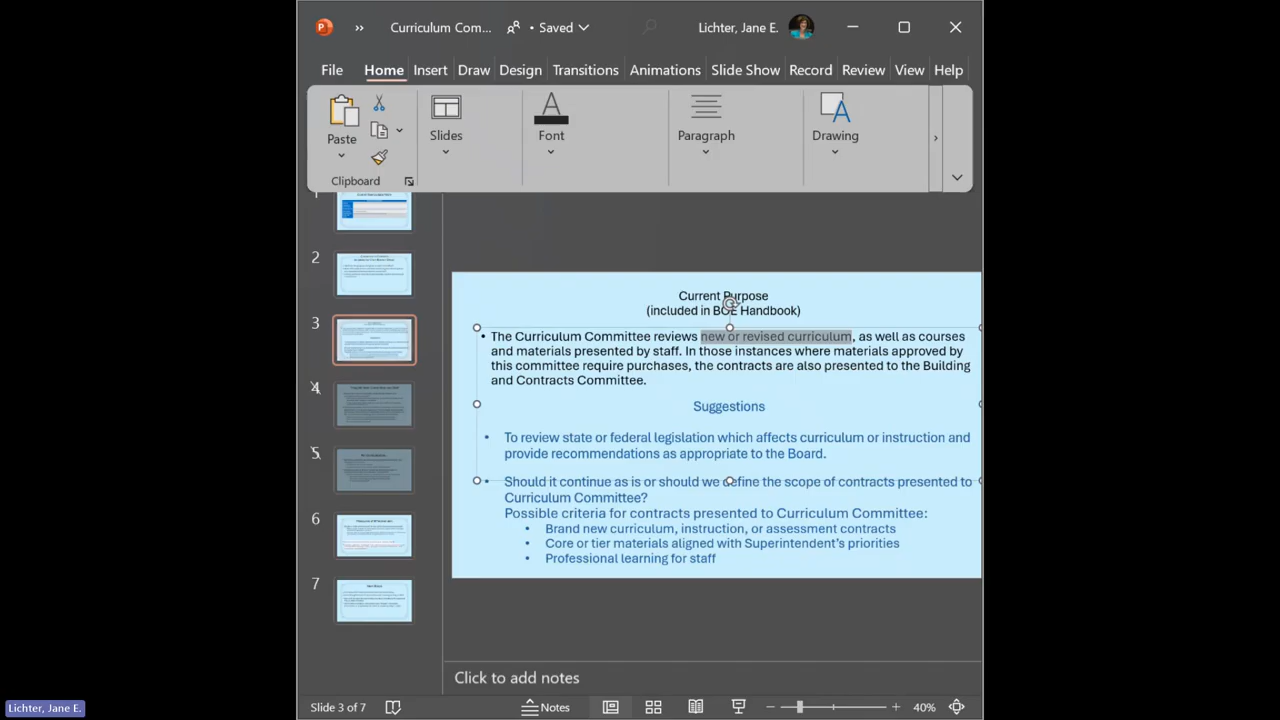 Curriculum Com... • Saved Lichter, Jane E.
File Home Insert Draw Design Transitions Animations Slide Show Record Review View Help
Paste Slides Font Paragraph Drawing
Clipboard
1
2
3
4
5
6
7
Current Purpose
(included in BOE Handbook)
• The Curriculum Committee reviews new or revised curriculum, as well as courses
and materials presented by staff. In those instances where materials approved by
this committee require purchases, the contracts are also presented to the Building
and Contracts Committee.
Suggestions
• To review state or federal legislation which affects curriculum or instruction and
provide recommendations as appropriate to the Board.
• Should it continue as is or should we define the scope of contracts presented to
Curriculum Committee?
Possible criteria for contracts presented to Curriculum Committee:
• Brand new curriculum, instruction, or assessment contracts
• Core or tier materials aligned with Superintendent's priorities
• Professional learning for staff
Click to add notes
Slide 3 of 7 Notes 40%
Lichter, Jane E.